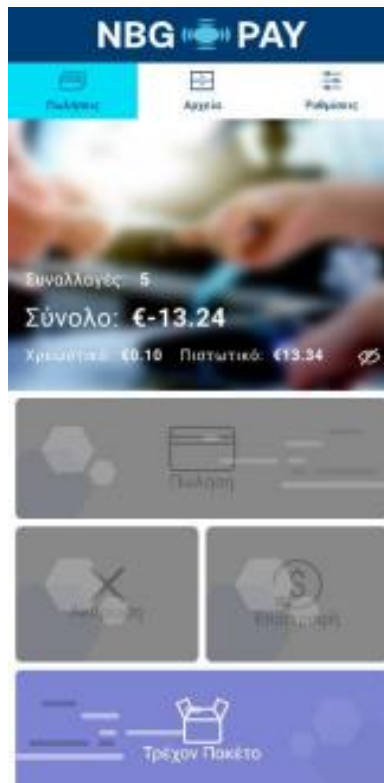 NBG PAY
Πωλήσεις Αρχείο Ρυθμίσεις
Συναλλαγές: 5
Σύνολο: €-13.24
Χρεωστικό: €0.10 Πιστωτικό: €13.34
Πώληση
Ακύρωση Επιστροφή
Τρέχον Πακέτο